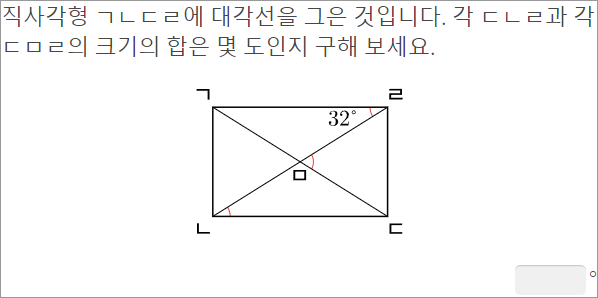 직사각형 ㄱㄴㄷㄹ에 대각선을 그은 것입니다. 각 ㄷㄴㄹ과 각
ㄷㅁㄹ의 크기의 합은 몇 도인지 구해 보세요.
ㄱ ㄹ
32°
ㅁ
ㄴ ㄷ
°